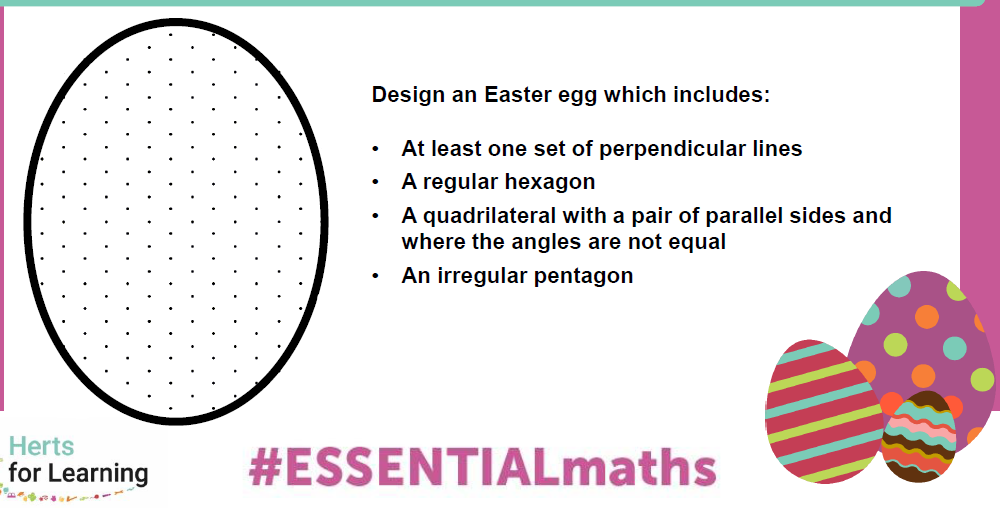 Design an Easter egg which includes:
• At least one set of perpendicular lines
• A regular hexagon
• A quadrilateral with a pair of parallel sides and
where the angles are not equal
• An irregular pentagon
Herts
for Learning
#ESSENTIALmaths